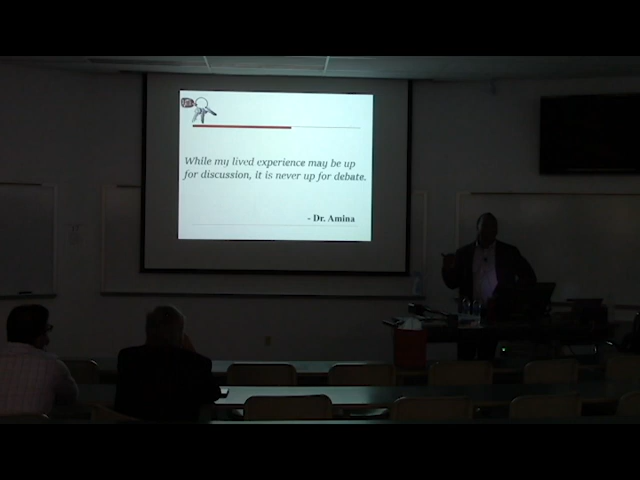 While my lived experience may be up
for discussion, it is never up for debate.
- Dr. Amina